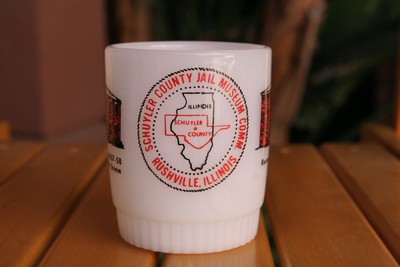 SCHUYLER COUNTY JAIL MUSEUM COMM
ILLINOIS
SCHUYLER
COUNTY
RUSHVILLE, ILLINOIS